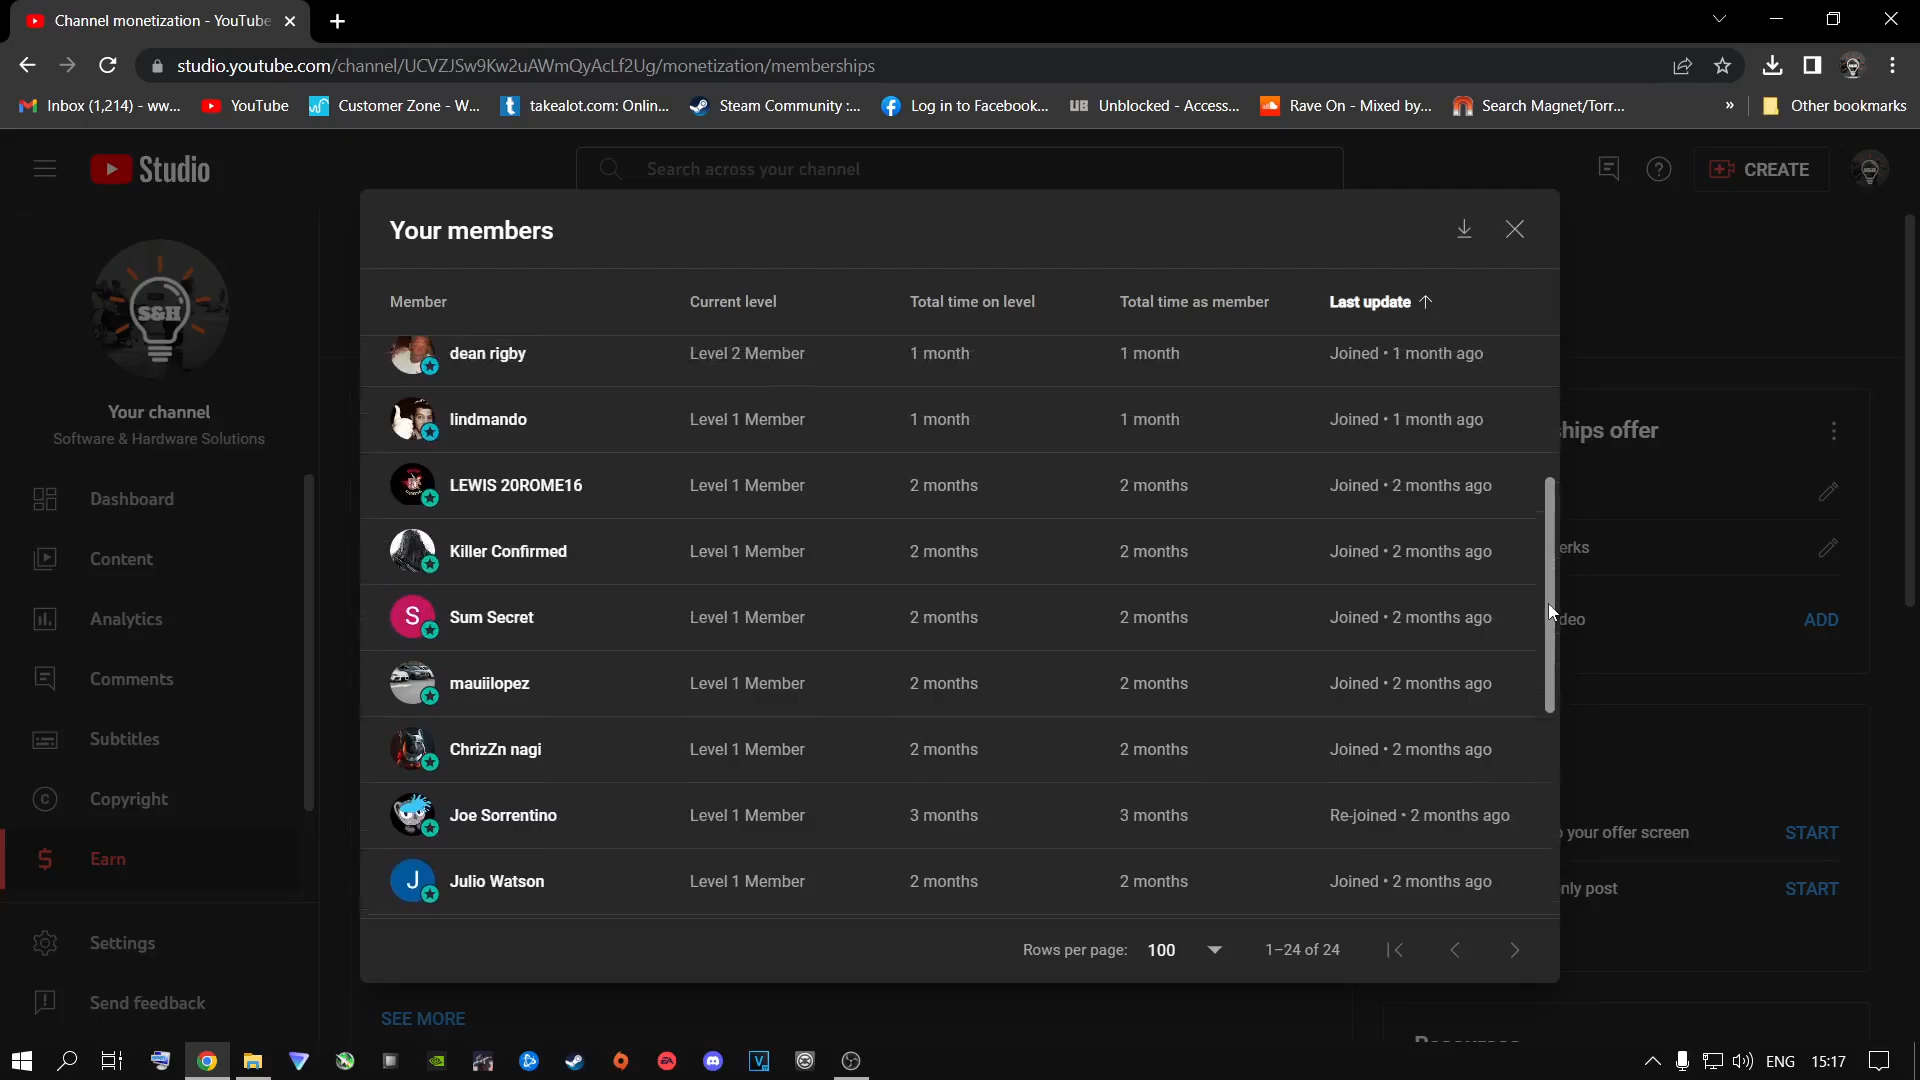 Channel monetization - YouTube
studio.youtube.com/channel/UCVZJSw9Kw2uAWmQyAcLf2Ug/monetization/memberships
Inbox (1,214) - ww...
YouTube
Customer Zone - W...
takealot.com: Onlin...
Steam Community :...
Log in to Facebook...
UB Unblocked - Access...
Rave On - Mixed by...
Search Magnet/Torr...
»
Other bookmarks
Studio
Search across your channel
CREATE
S&H
Your channel
Software & Hardware Solutions
Dashboard
Content
Analytics
Comments
Subtitles
Copyright
Earn
Settings
Send feedback
Your members
Member Current level Total time on level Total time as member Last update
dean rigby Level 2 Member 1 month 1 month Joined • 1 month ago
lindmando Level 1 Member 1 month 1 month Joined • 1 month ago
LEWIS 20ROME16 Level 1 Member 2 months 2 months Joined • 2 months ago
Killer Confirmed Level 1 Member 2 months 2 months Joined • 2 months ago
S Sum Secret Level 1 Member 2 months 2 months Joined • 2 months ago
mauiilopez Level 1 Member 2 months 2 months Joined • 2 months ago
ChrizZn nagi Level 1 Member 2 months 2 months Joined • 2 months ago
Joe Sorrentino Level 1 Member 3 months 3 months Re-joined • 2 months ago
J Julio Watson Level 1 Member 2 months 2 months Joined • 2 months ago
Rows per page: 100 1–24 of 24
SEE MORE
hips offer
erks
deo ADD
your offer screen START
nly post START
ENG 15:17